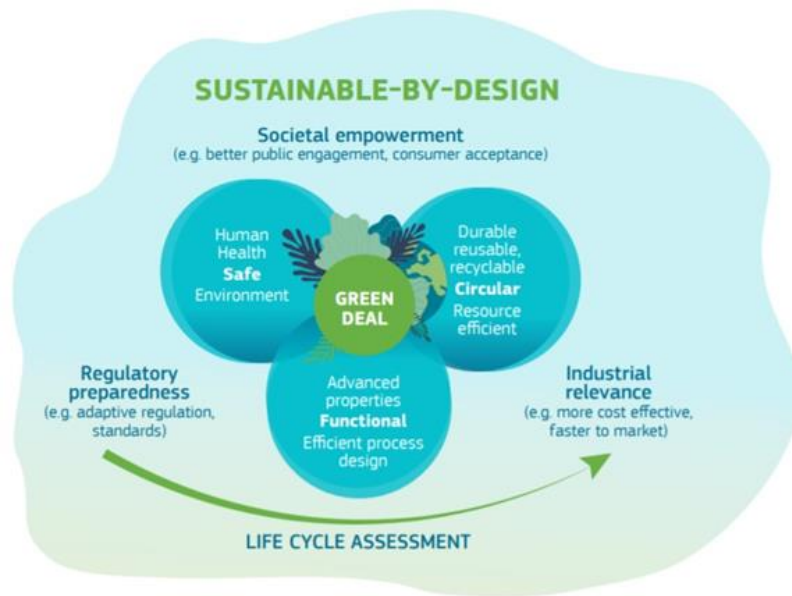 SUSTAINABLE-BY-DESIGN
Societal empowerment
(e.g. better public engagement, consumer acceptance)
Human
Health
Safe
Environment
Durable
reusable,
recyclable
Circular
Resource
efficient
GREEN
DEAL
Advanced
properties
Functional
Efficient process
design
Regulatory
preparedness
(e.g. adaptive regulation,
standards)
Industrial
relevance
(e.g. more cost effective,
faster to market)
LIFE CYCLE ASSESSMENT